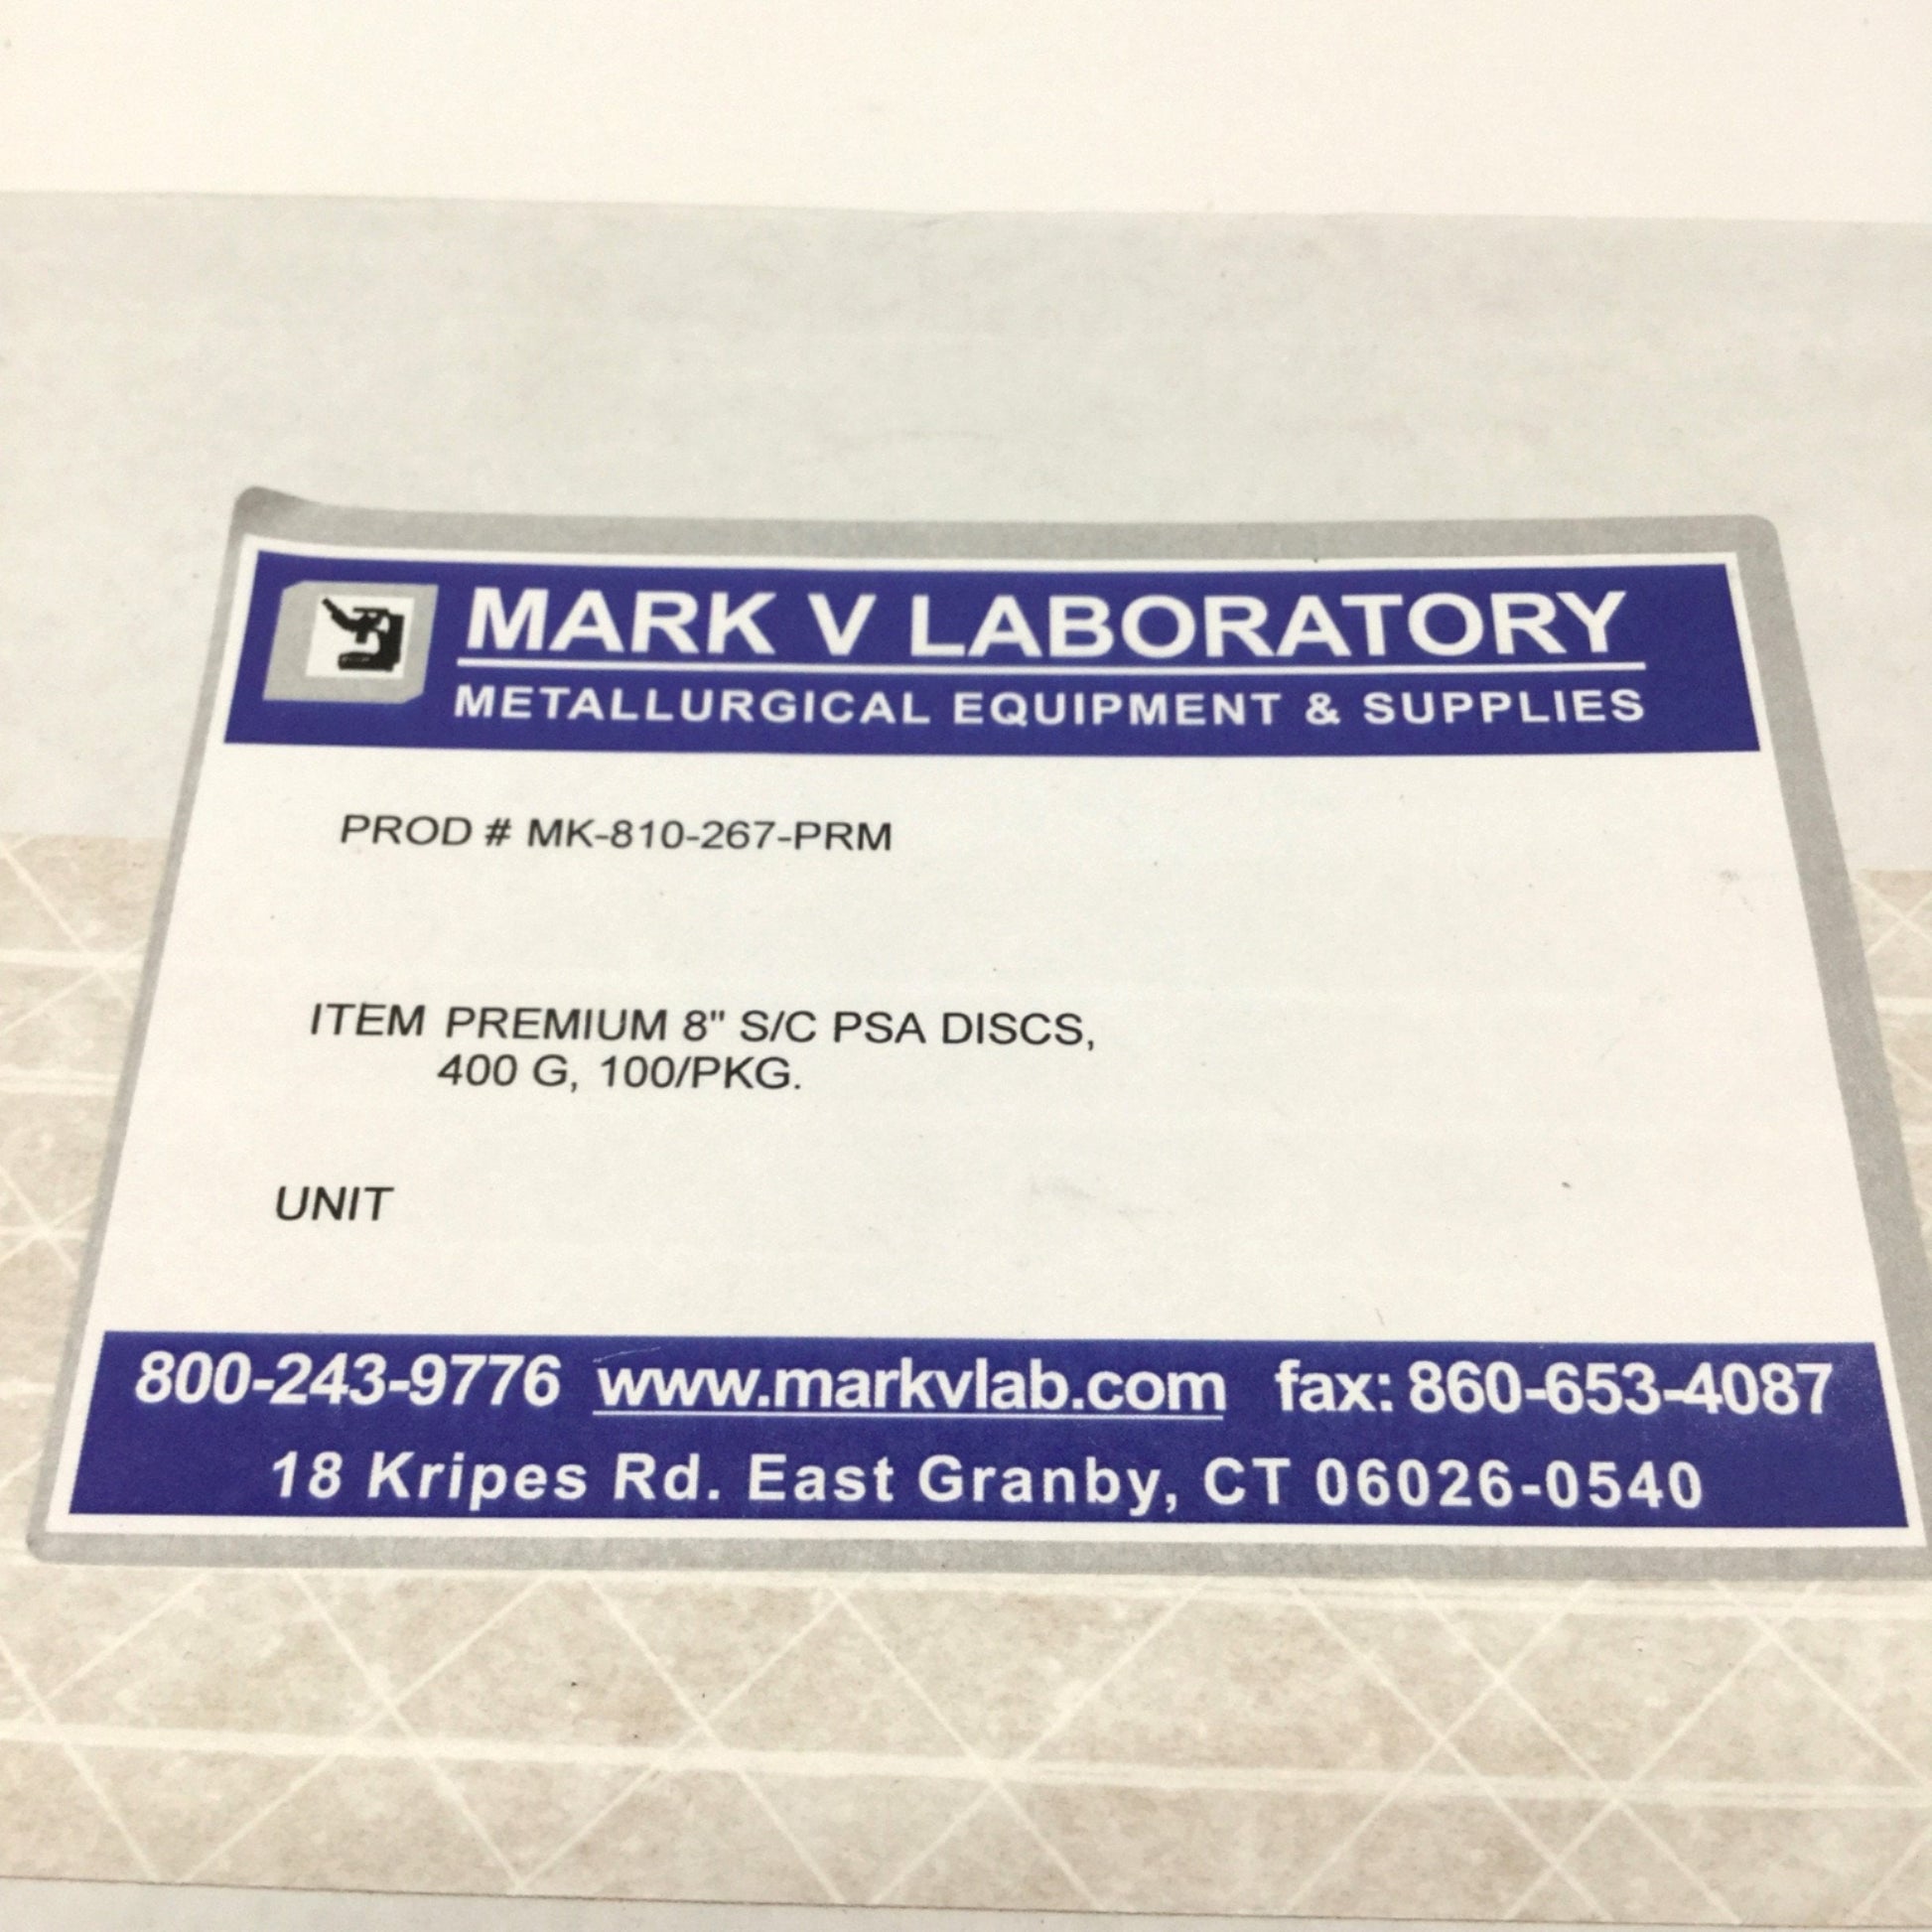 MARK V LABORATORY
METALLURGICAL EQUIPMENT & SUPPLIES
PROD # MK-810-267-PRM
ITEM PREMIUM 8" S/C PSA DISCS,
400 G, 100/PKG.
UNIT
800-243-9776 www.markvlab.com fax: 860-653-4087
18 Kripes Rd. East Granby, CT 06026-0540